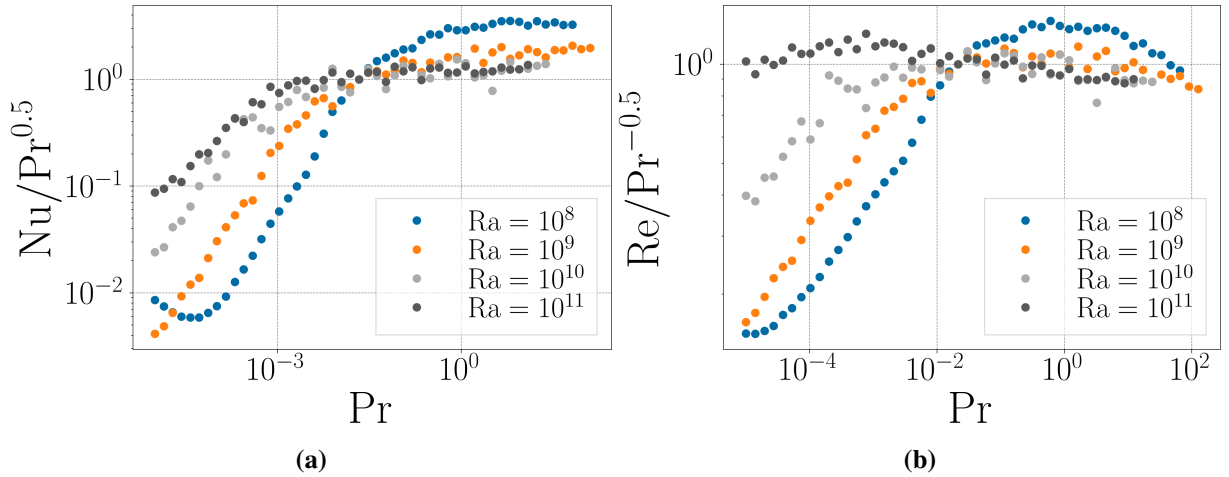 Nu/Pr^0.5
10^0
10^-1
10^-2
Ra = 10^8
Ra = 10^9
Ra = 10^10
Ra = 10^11
10^-3 10^0
Pr
(a)
Re/Pr^-0.5
10^0
Ra = 10^8
Ra = 10^9
Ra = 10^10
Ra = 10^11
10^-4 10^-2 10^0 10^2
Pr
(b)